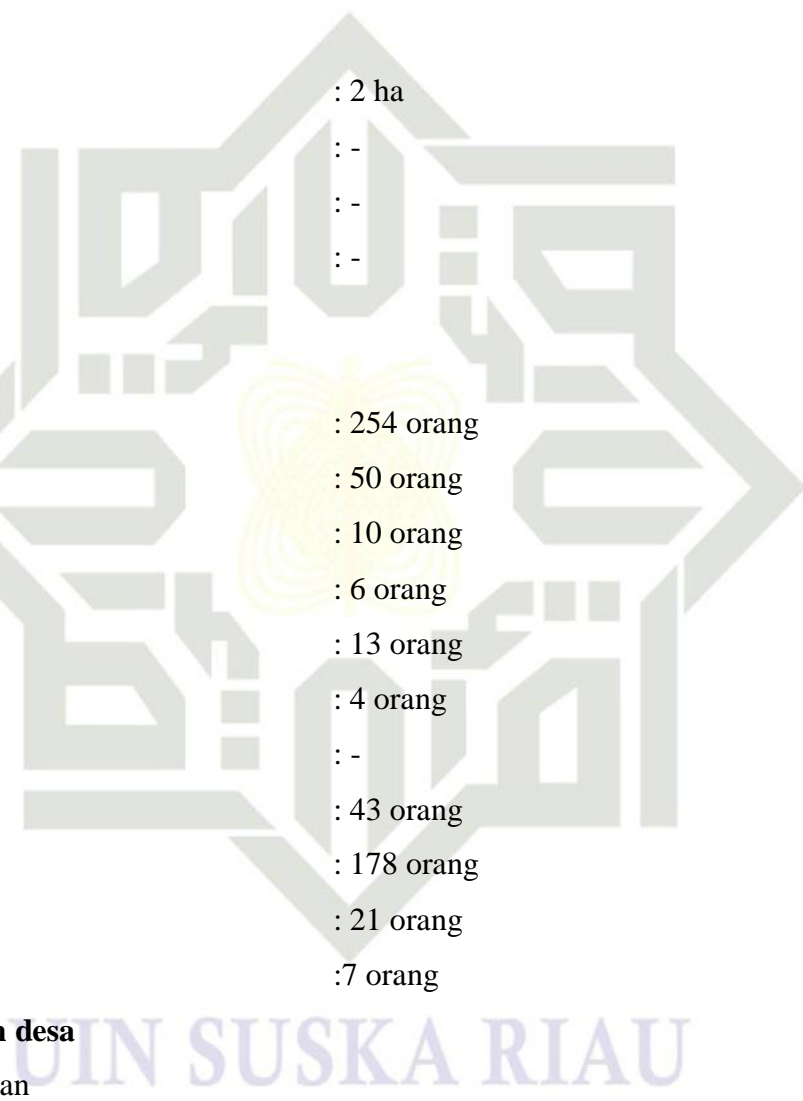 : 2 ha
: -
: -
: -
: 254 orang
: 50 orang
: 10 orang
: 6 orang
: 13 orang
: 4 orang
: -
: 43 orang
: 178 orang
: 21 orang
:7 orang
desa
UIN SUSKA RIAU
an